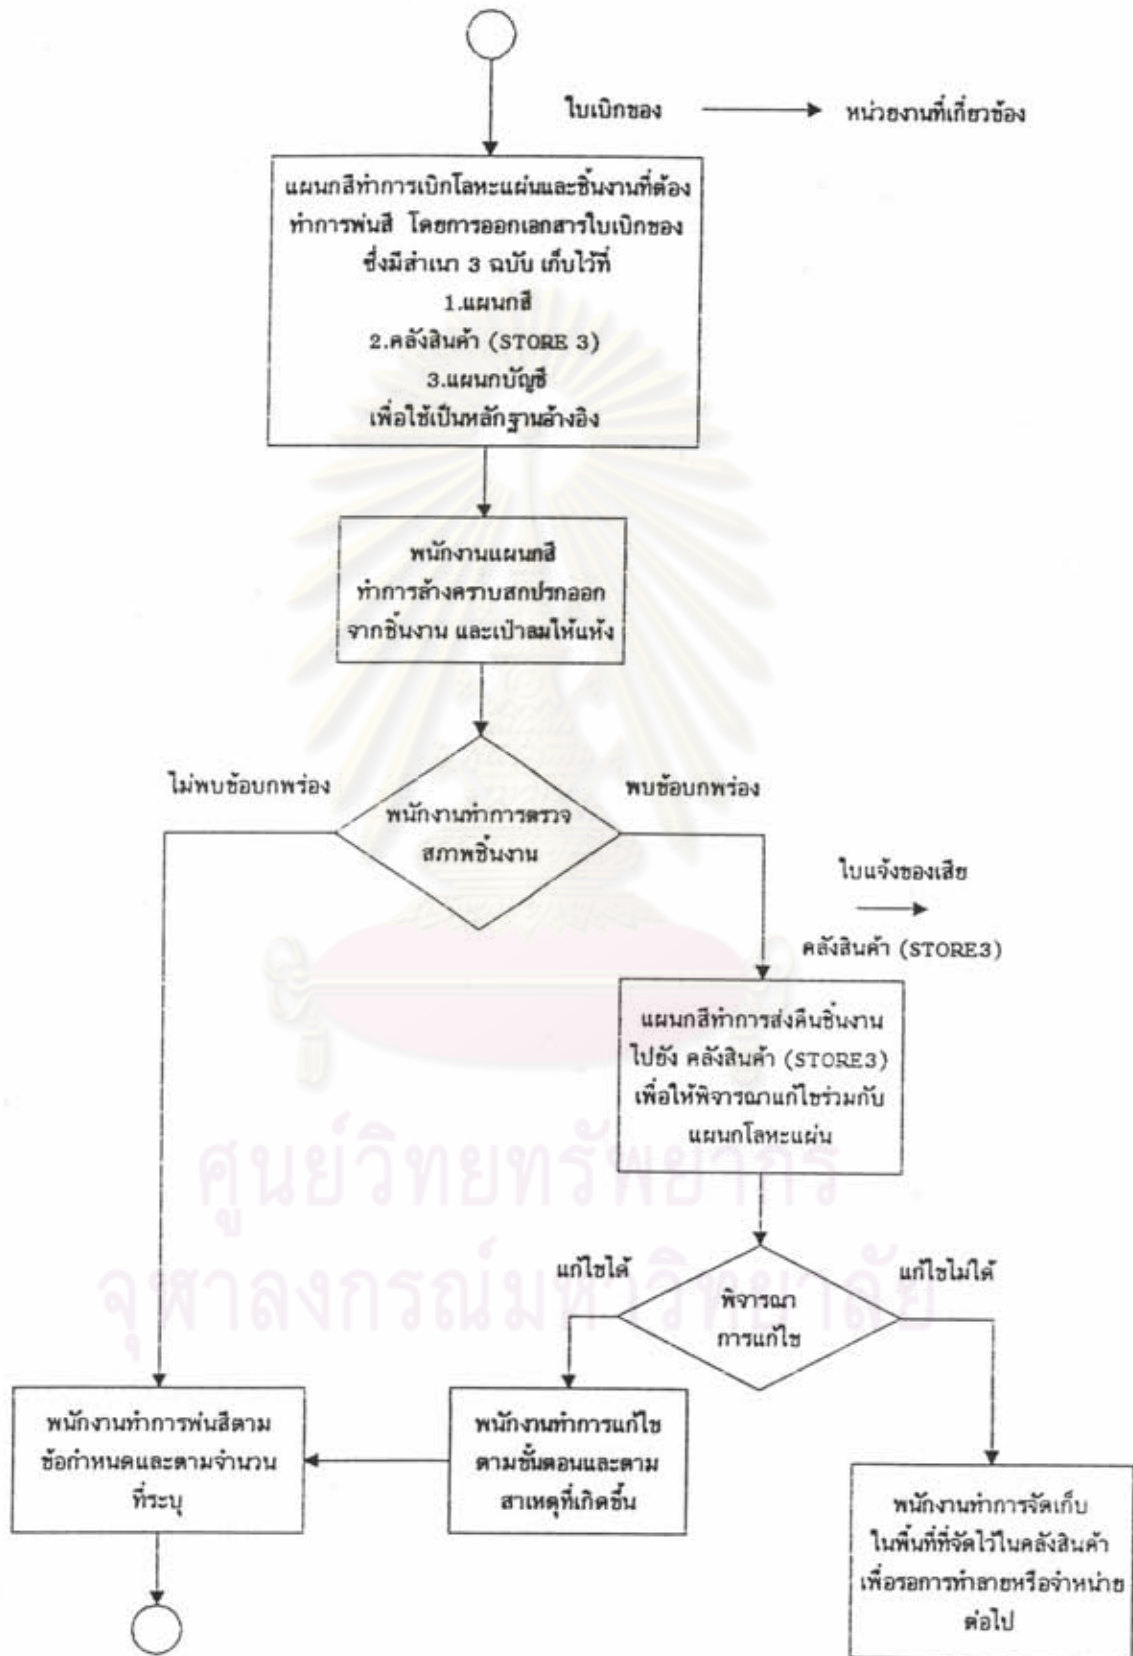 ใบเบิกของ
หน่วยงานที่เกี่ยวข้อง
แผนกสีทำการเบิกโลหะแผ่นและชิ้นงานที่ต้อง
ทำการพ่นสี โดยการออกเอกสารใบเบิกของ
ซึ่งมีสำเนา 3 ฉบับ เก็บไว้ที่
1.แผนกสี
2.คลังสินค้า (STORE 3)
3.แผนกบัญชี
เพื่อใช้เป็นหลักฐานอ้างอิง
พนักงานแผนกสี
ทำการล้างคราบสกปรกออก
จากชิ้นงาน และเป่าลมให้แห้ง
ไม่พบข้อบกพร่อง
พบข้อบกพร่อง
พนักงานทำการตรวจ
สภาพชิ้นงาน
ใบแจ้งของเสีย
คลังสินค้า (STORE3)
แผนกสีทำการส่งคืนชิ้นงาน
ไปยัง คลังสินค้า (STORE3)
เพื่อให้พิจารณาแก้ไขร่วมกับ
แผนกโลหะแผ่น
ศูนย์วิทยทรัพยากร
จุฬาลงกรณ์มหาวิทยาลัย
แก้ไขได้
แก้ไขไม่ได้
พิจารณา
การแก้ไข
พนักงานทำการพ่นสีตาม
ข้อกำหนดและตามจำนวน
ที่ระบุ
พนักงานทำการแก้ไข
ตามขั้นตอนและตาม
สาเหตุที่เกิดขึ้น
พนักงานทำการจัดเก็บ
ในพื้นที่ที่จัดไว้ในคลังสินค้า
เพื่อรอการทำลายหรือจำหน่าย
ต่อไป